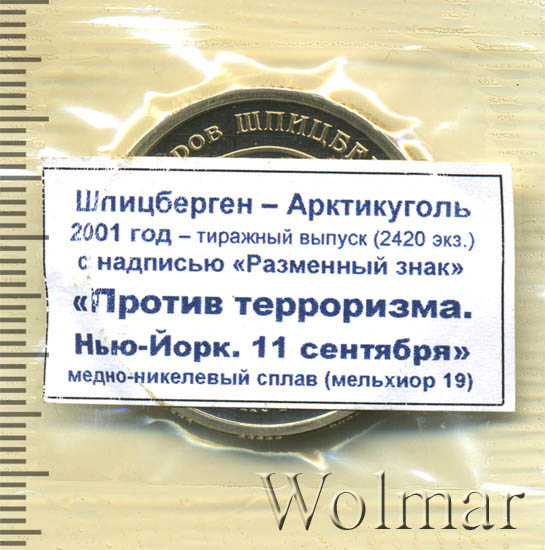 ров ШПИЦБЕ
Шпицберген – Арктикуголь
2001 год – тиражный выпуск (2420 экз.)
с надписью «Разменный знак»
«Против терроризма.
Нью-Йорк. 11 сентября»
медно-никелевый сплав (мельхиор 19)
Wolmar